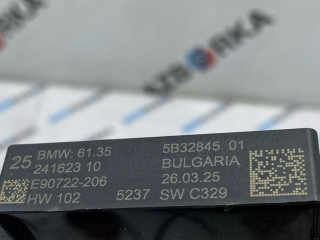 RAZBORKA
25 BMW: 61.35 5B32845 01
241623 10 BULGARIA
E90722-206 26.03.25
HW 102 5237 SW C329